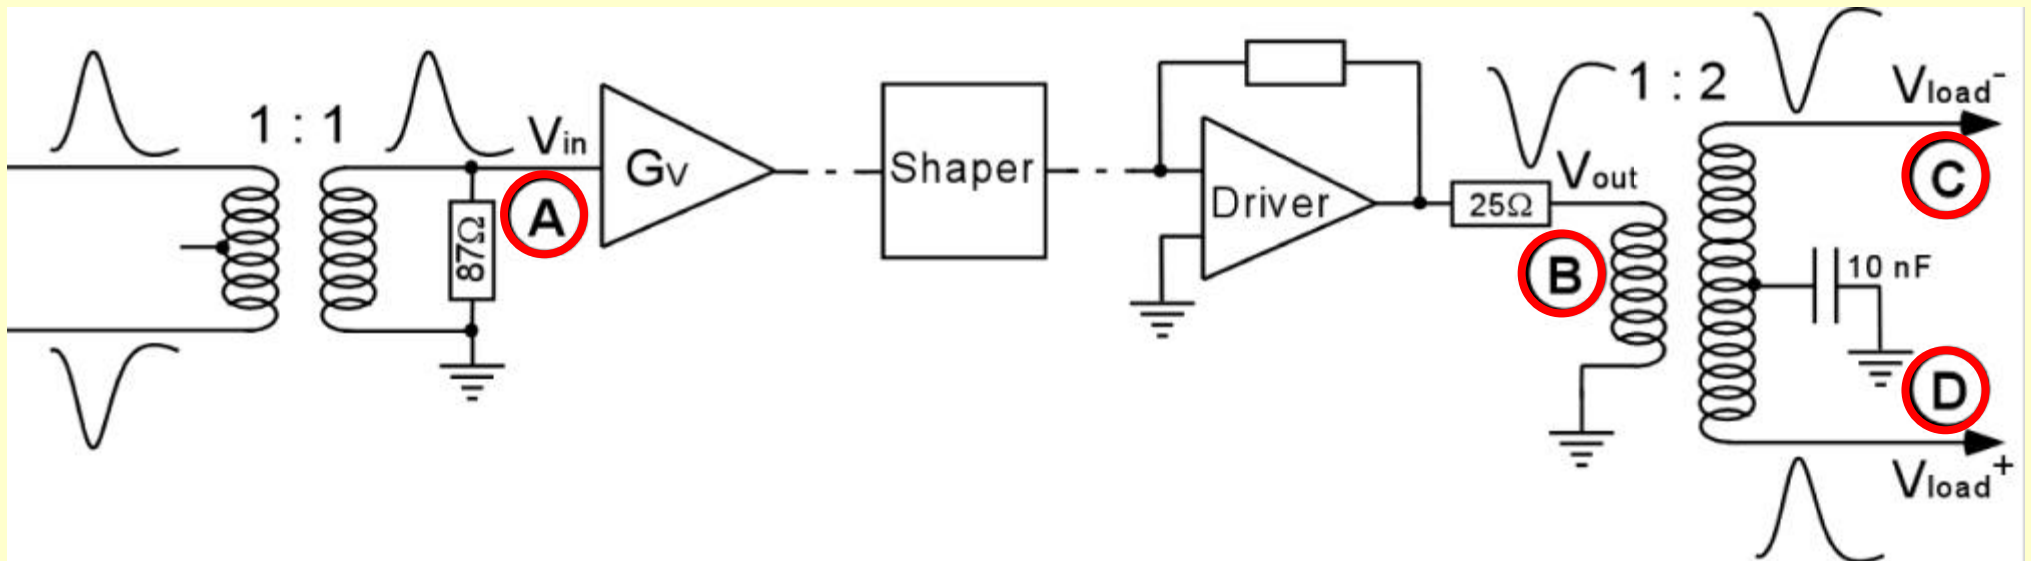 1 : 1
Vin
87Ω
A
GV
Shaper
Driver
25Ω
Vout
B
1 : 2
Vload-
C
10 nF
D
Vload+